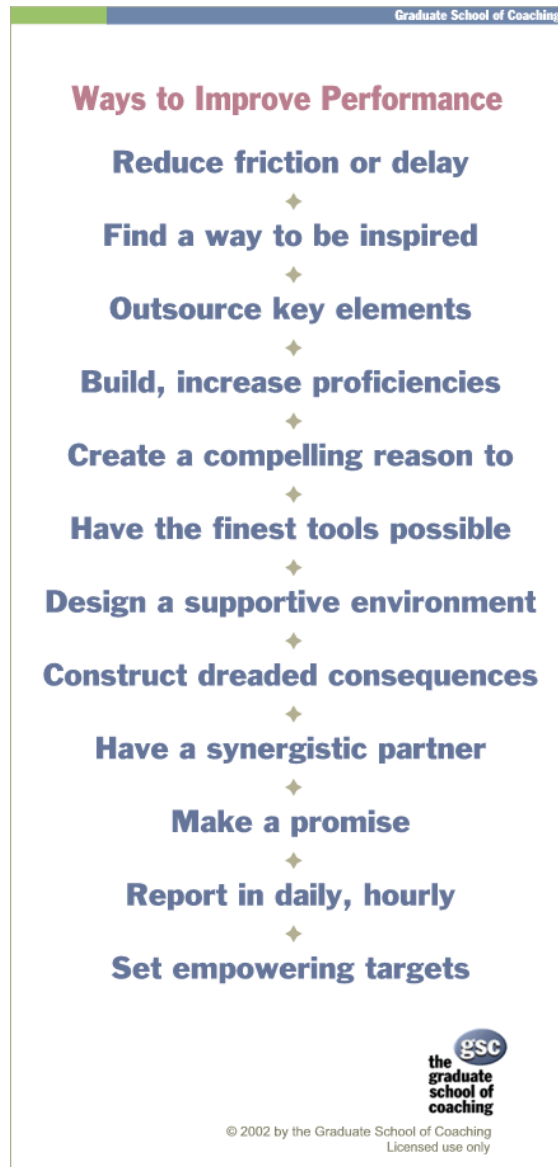 Graduate School of Coaching
Ways to Improve Performance
Reduce friction or delay
Find a way to be inspired
Outsource key elements
Build, increase proficiencies
Create a compelling reason to
Have the finest tools possible
Design a supportive environment
Construct dreaded consequences
Have a synergistic partner
Make a promise
Report in daily, hourly
Set empowering targets
gsc
the
graduate
school of
coaching
© 2002 by the Graduate School of Coaching
Licensed use only